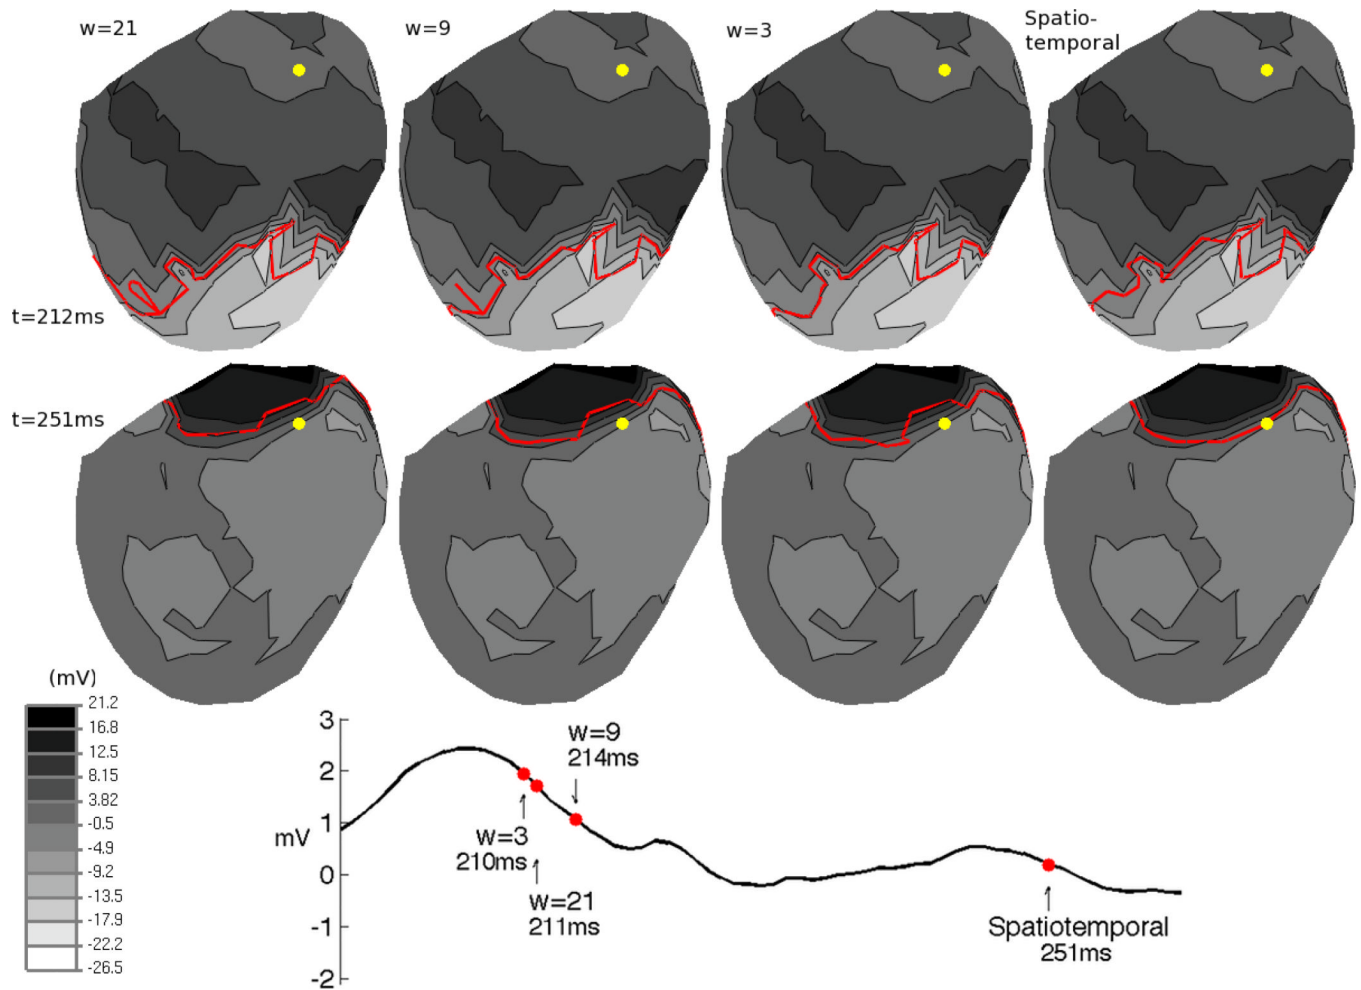 w=21
w=9
w=3
Spatio-
temporal
t=212ms
t=251ms
(mV)
21.2
16.8
12.5
8.15
3.82
-0.5
-4.9
-9.2
-13.5
-17.9
-22.2
-26.5
3
2
1
0
-1
-2
mV
w=9
214ms
w=3
210ms
w=21
211ms
Spatiotemporal
251ms